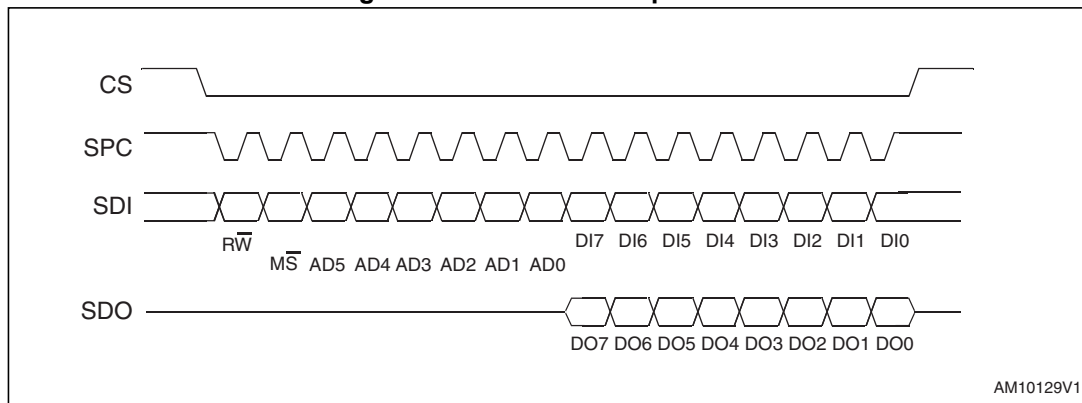 CS
SPC
SDI
RW̅ DI7 DI6 DI5 DI4 DI3 DI2 DI1 DI0
MS̅ AD5 AD4 AD3 AD2 AD1 AD0
SDO
DO7 DO6 DO5 DO4 DO3 DO2 DO1 DO0
AM10129V1